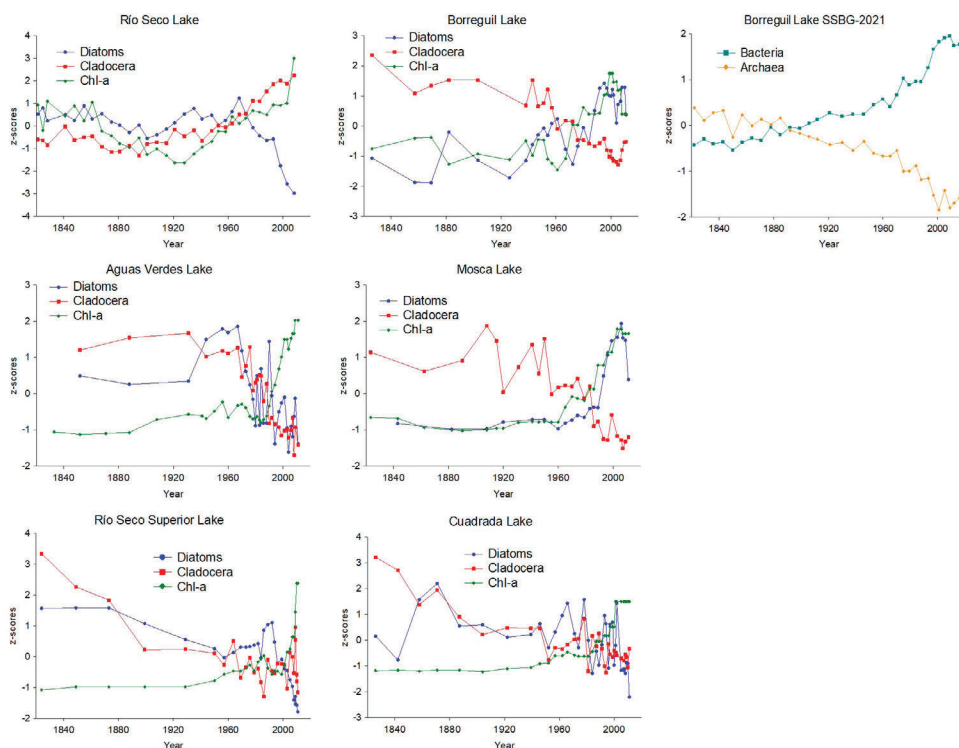 Río Seco Lake
Diatoms
Cladocera
Chl-a
z-scores
4
3
2
1
0
-1
-2
-3
-4
1840 1880 1920 1960 2000
Year
Borreguil Lake
Diatoms
Cladocera
Chl-a
z-scores
3
2
1
0
-1
-2
-3
1840 1880 1920 1960 2000
Year
Borreguil Lake SSBG-2021
Bacteria
Archaea
z-scores
2
1
0
-1
-2
1840 1880 1920 1960 2000
Year
Aguas Verdes Lake
Diatoms
Cladocera
Chl-a
z-scores
3
2
1
0
-1
-2
1840 1880 1920 1960 2000
Year
Mosca Lake
Diatoms
Cladocera
Chl-a
z-scores
3
2
1
0
-1
-2
1840 1880 1920 1960 2000
Year
Río Seco Superior Lake
Diatoms
Cladocera
Chl-a
z-scores
4
3
2
1
0
-1
-2
1840 1880 1920 1960 2000
Year
Cuadrada Lake
Diatoms
Cladocera
Chl-a
z-scores
4
3
2
1
0
-1
-2
-3
1840 1880 1920 1960 2000
Year